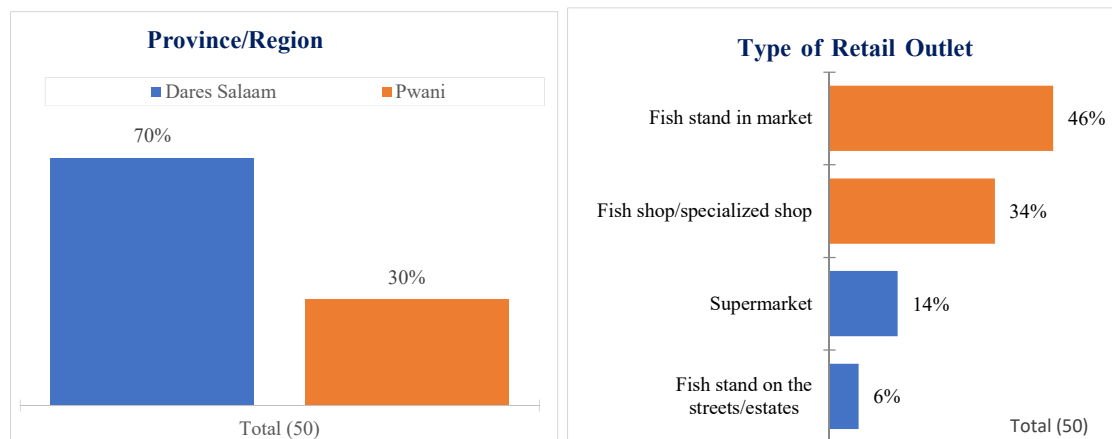 Province/Region
Dares Salaam
Pwani
70%
30%
Total (50)
Type of Retail Outlet
Fish stand in market
46%
Fish shop/specialized shop
34%
Supermarket
14%
Fish stand on the
streets/estates
6%
Total (50)